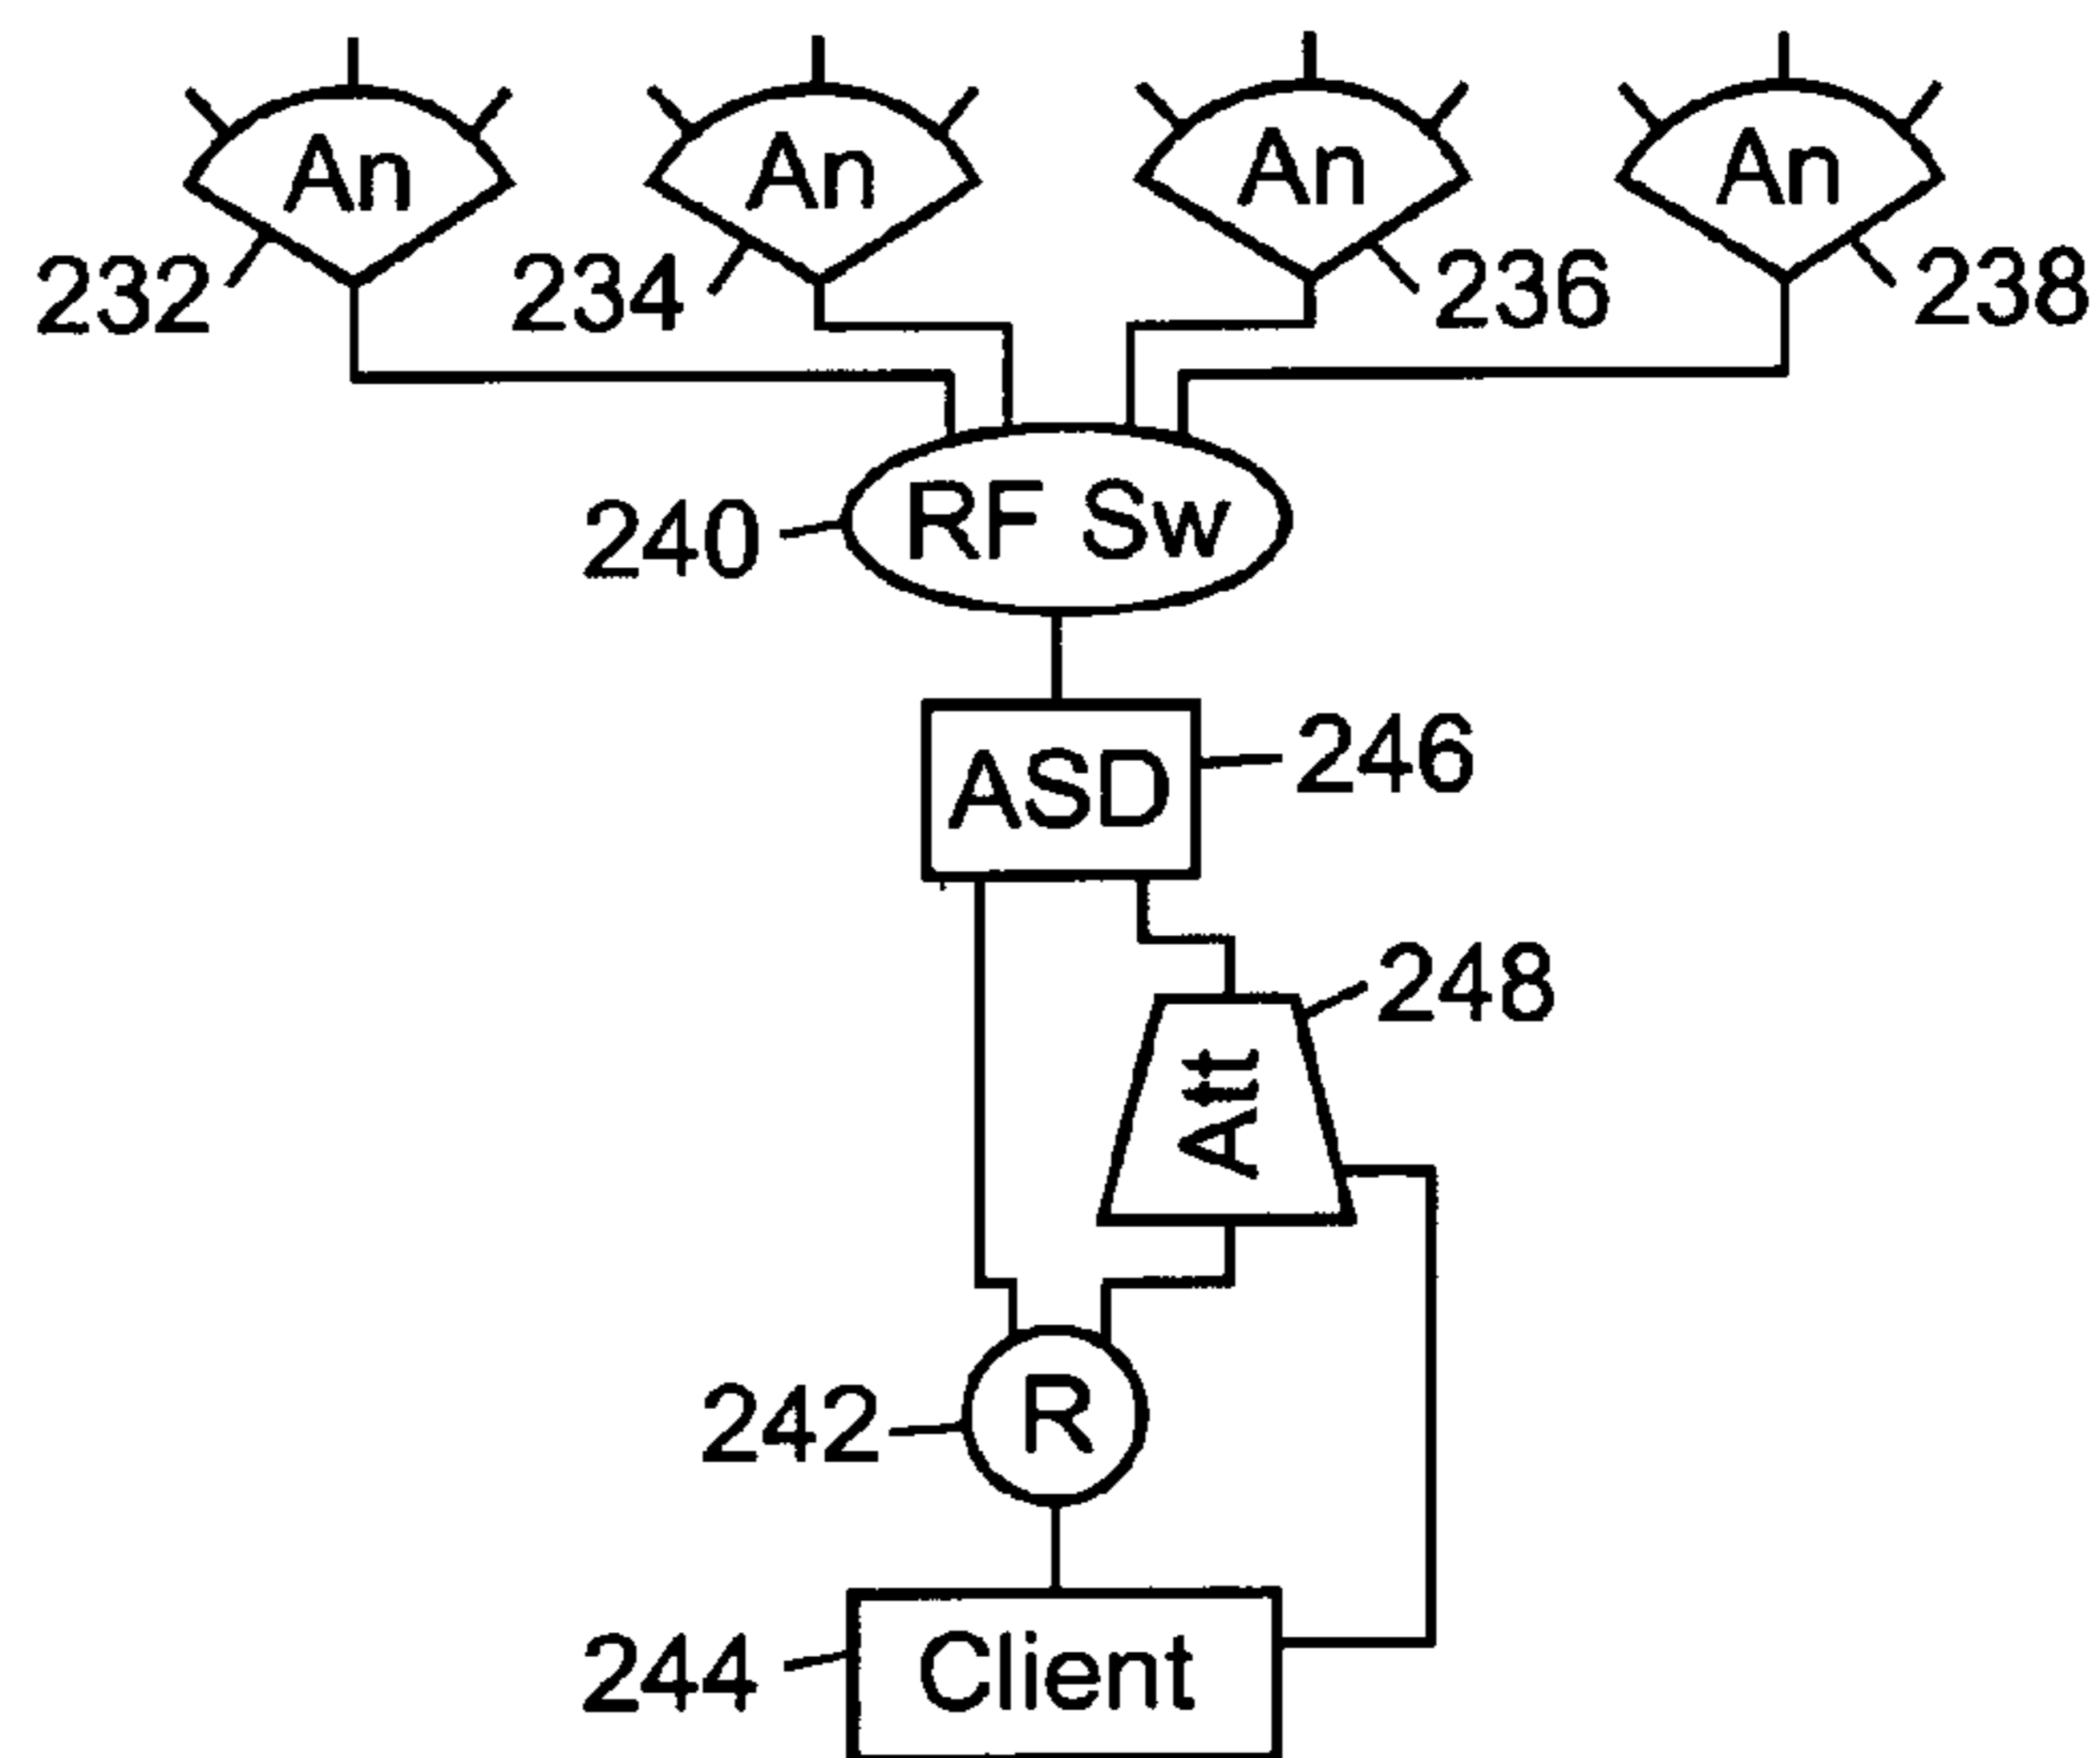 An An An An
232 234 236 238
240 RF Sw
ASD 246
248
Att
242 R
244 Client